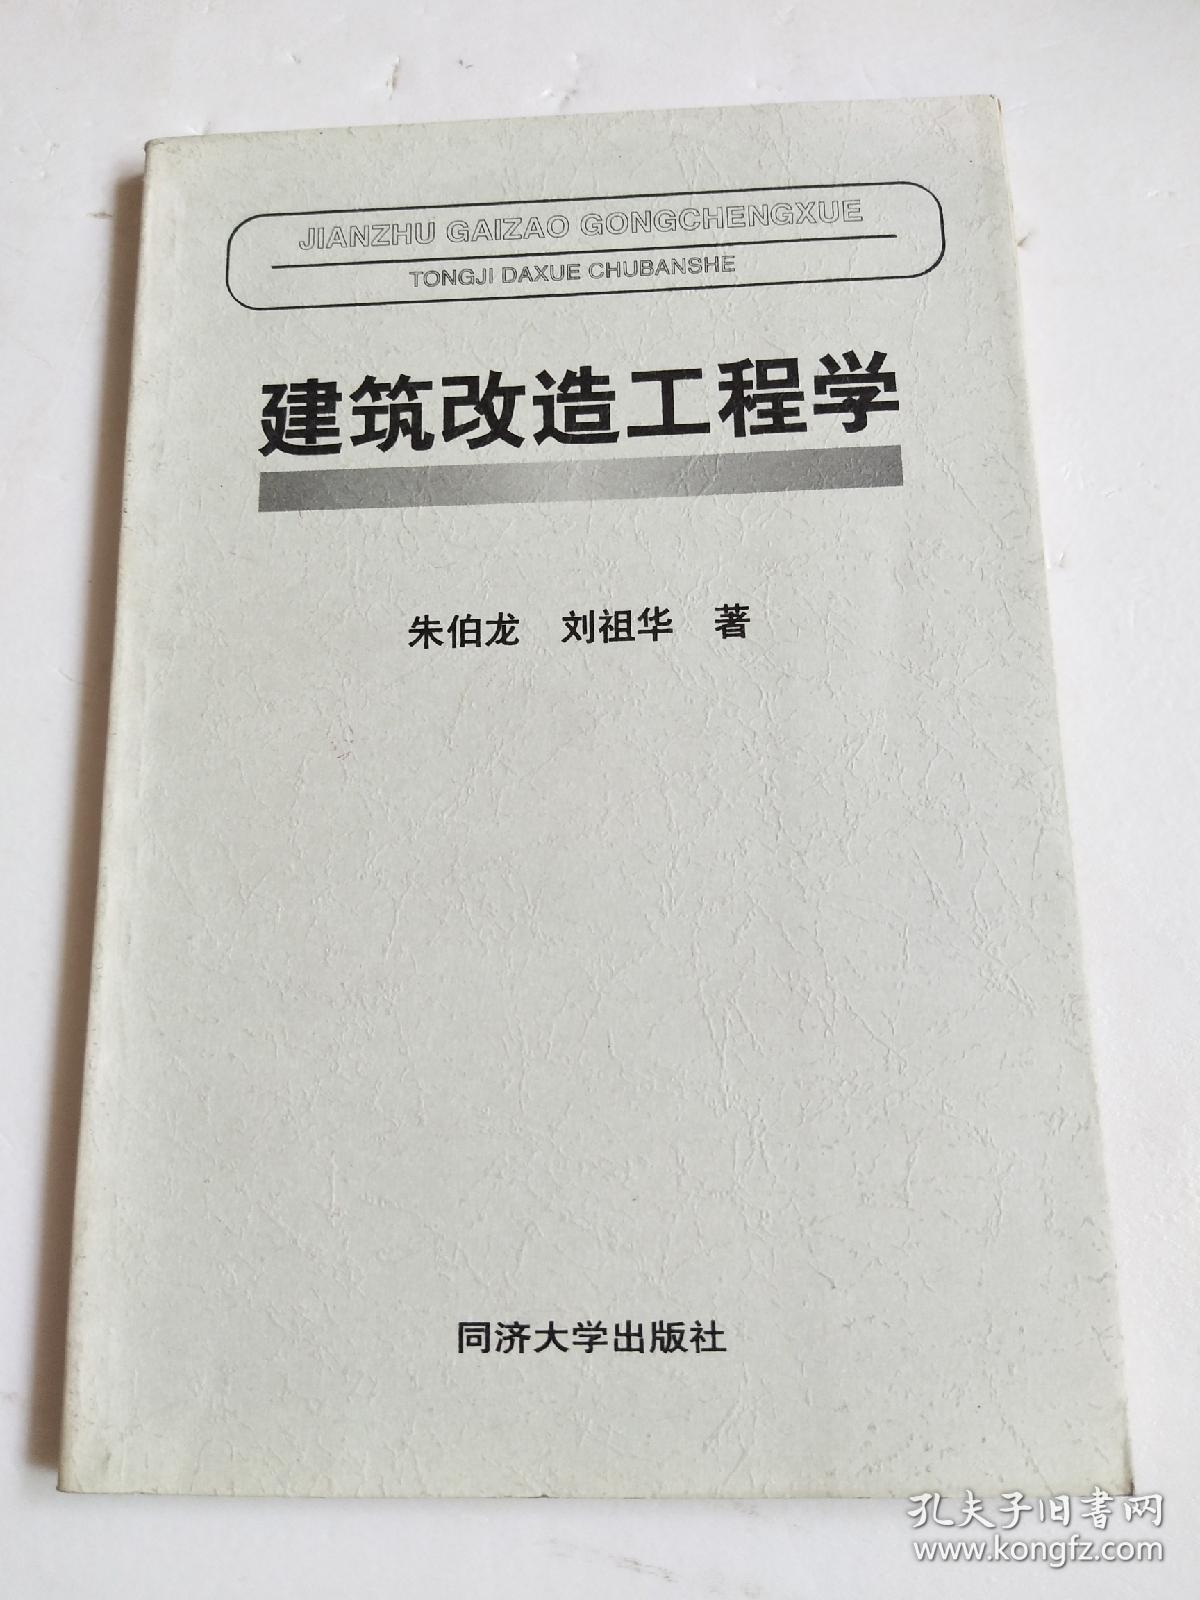 JIANZHU GAIZAO GONGCHENGXUE
TONGJI DAXUE CHUBANSHE
建筑改造工程学
朱伯龙 刘祖华 著
同济大学出版社
孔夫子旧书网
www.kongfz.com